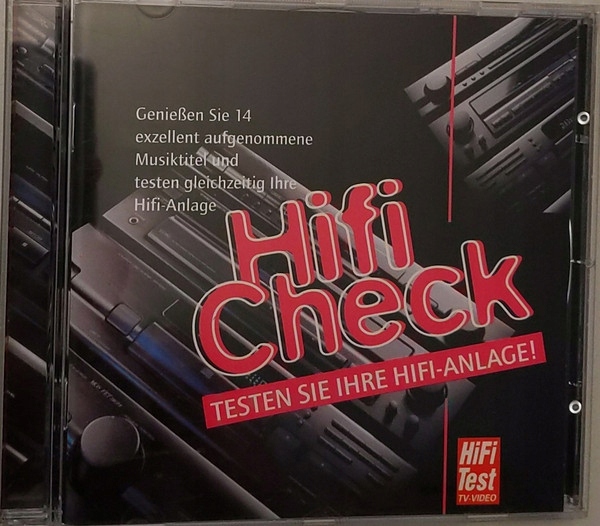 Genießen Sie 14
exzellent aufgenommene
Musiktitel und
testen gleichzeitig Ihre
Hifi-Anlage
Hifi
Check
TESTEN SIE IHRE HIFI-ANLAGE!
HiFi
Test
TV-VIDEO